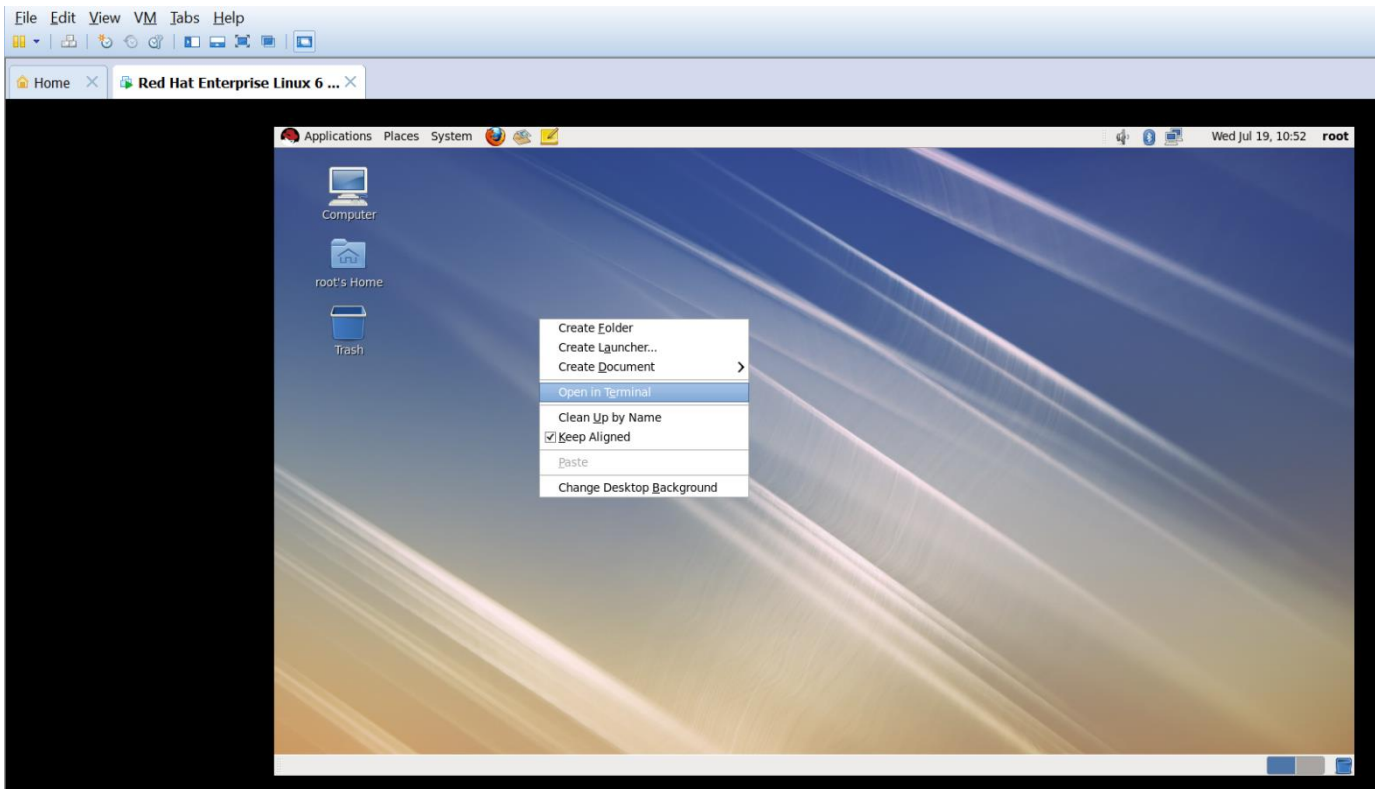 File Edit View VM Tabs Help
Home Red Hat Enterprise Linux 6 ...
Applications Places System Wed Jul 19, 10:52 root
Computer
root's Home
Trash
Create Folder
Create Launcher...
Create Document
Open in Terminal
Clean Up by Name
Keep Aligned
Paste
Change Desktop Background